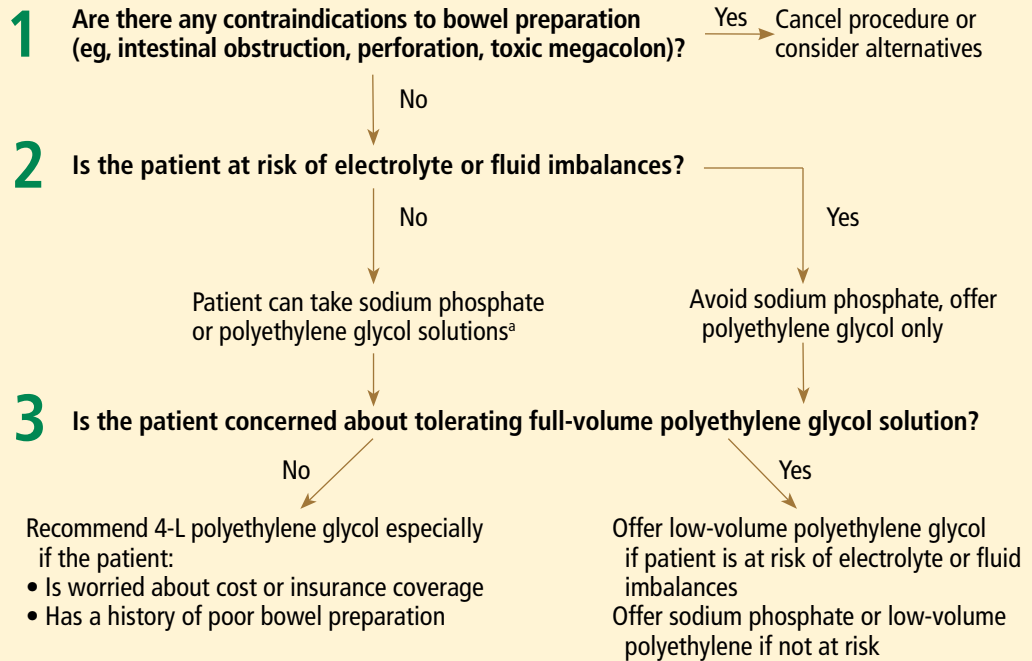 1 Are there any contraindications to bowel preparation
(eg, intestinal obstruction, perforation, toxic megacolon)?
Yes
Cancel procedure or
consider alternatives
No
2 Is the patient at risk of electrolyte or fluid imbalances?
No
Yes
Patient can take sodium phosphate
or polyethylene glycol solutionsᵃ
Avoid sodium phosphate, offer
polyethylene glycol only
3 Is the patient concerned about tolerating full-volume polyethylene glycol solution?
No
Yes
Recommend 4-L polyethylene glycol especially
if the patient:
• Is worried about cost or insurance coverage
• Has a history of poor bowel preparation
Offer low-volume polyethylene glycol
if patient is at risk of electrolyte or fluid
imbalances
Offer sodium phosphate or low-volume
polyethylene if not at risk